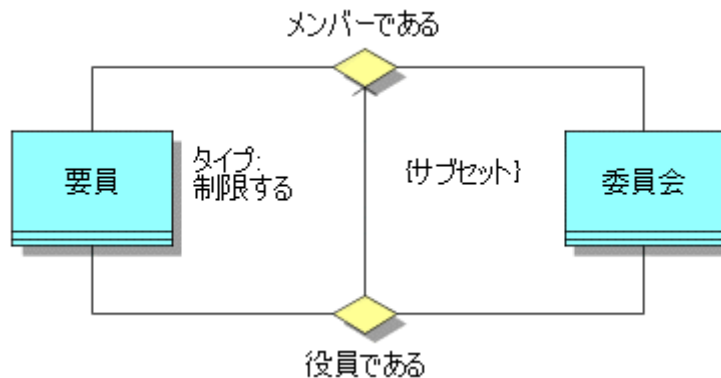 メンバーである
要員
タイプ:
制限する
{サブセット}
委員会
役員である